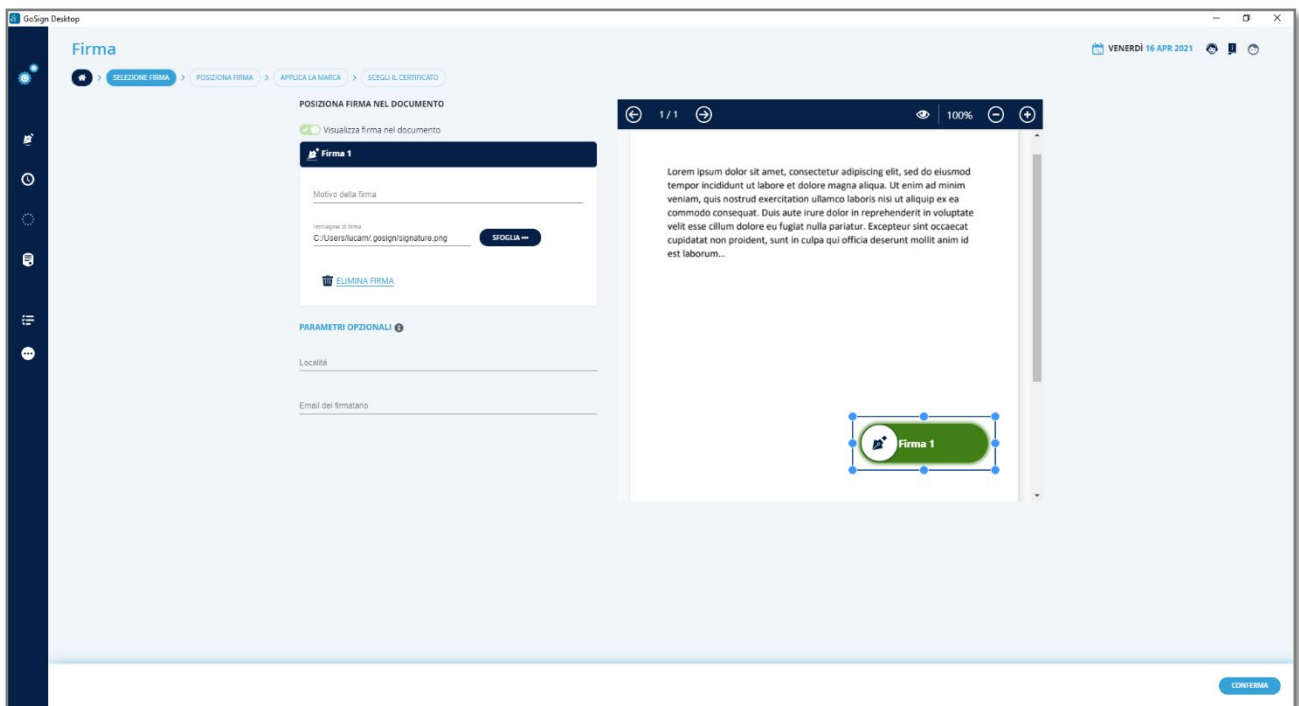 GoSign Desktop
Firma
VENERDÌ 16 APR 2021
SELEZIONE FIRMA > POSIZIONA FIRMA > APPLICA LA MARCA > SCEGLI IL CERTIFICATO
POSIZIONA FIRMA NEL DOCUMENTO
Visualizza firma nel documento
Firma 1
Motivo della firma
Immagine di firma
C:/Users/lucam/.gosign/signature.png
SFOGLIA
ELIMINA FIRMA
PARAMETRI OPZIONALI
Località
Email del firmatario
1 / 1
100%
Lorem ipsum dolor sit amet, consectetur adipiscing elit, sed do eiusmod
tempor incididunt ut labore et dolore magna aliqua. Ut enim ad minim
veniam, quis nostrud exercitation ullamco laboris nisi ut aliquip ex ea
commodo consequat. Duis aute irure dolor in reprehenderit in voluptate
velit esse cillum dolore eu fugiat nulla pariatur. Excepteur sint occaecat
cupidatat non proident, sunt in culpa qui officia deserunt mollit anim id
est laborum...
Firma 1
CONFERMA